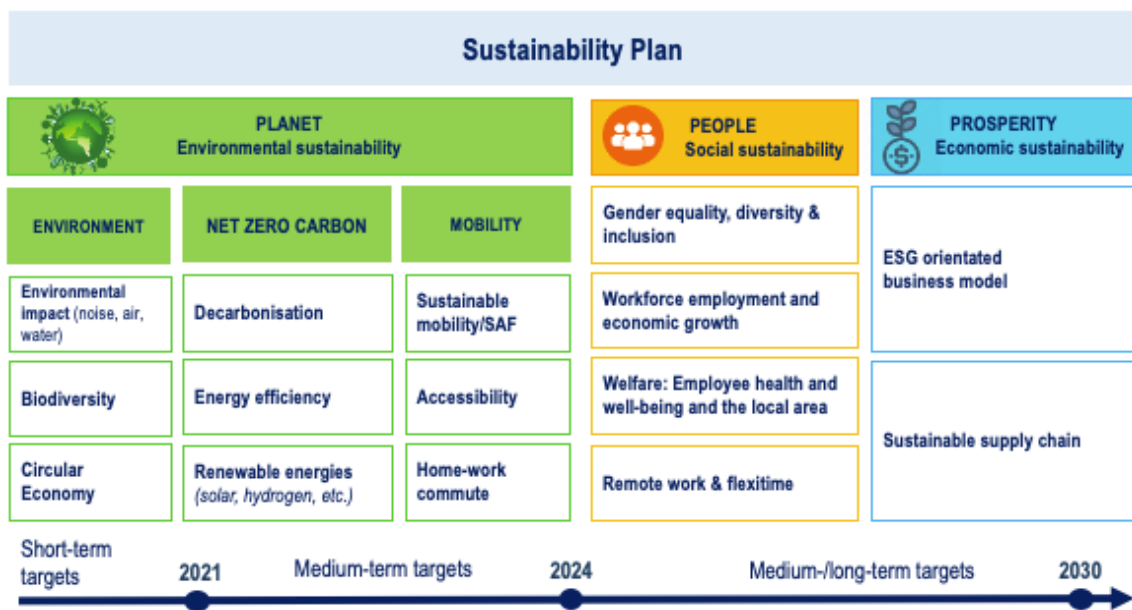 Sustainability Plan
PLANET
Environmental sustainability
PEOPLE
Social sustainability
PROSPERITY
Economic sustainability
ENVIRONMENT
NET ZERO CARBON
MOBILITY
Environmental
impact (noise, air,
water)
Biodiversity
Circular
Economy
Decarbonisation
Energy efficiency
Renewable energies
(solar, hydrogen, etc.)
Sustainable
mobility/SAF
Accessibility
Home-work
commute
Gender equality, diversity &
inclusion
Workforce employment and
economic growth
Welfare: Employee health and
well-being and the local area
Remote work & flexitime
ESG orientated
business model
Sustainable supply chain
Short-term
targets
2021
Medium-term targets
2024
Medium-/long-term targets
2030